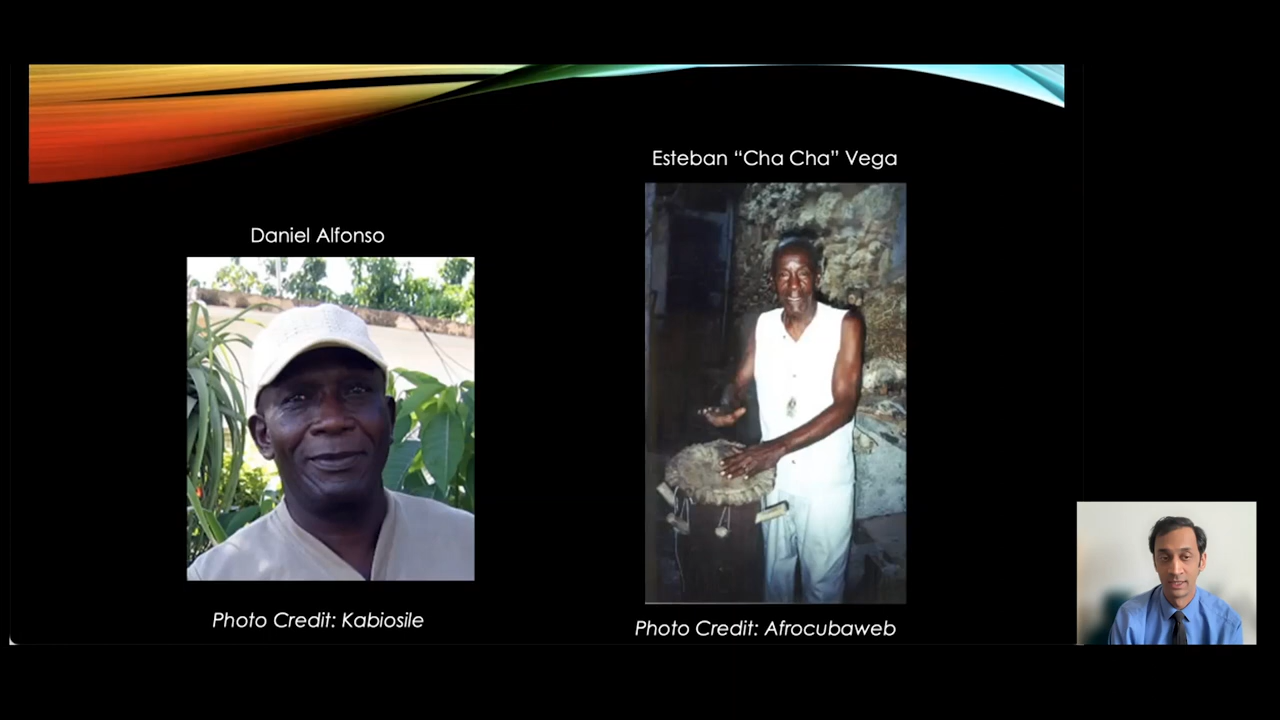 Esteban “Cha Cha” Vega
Daniel Alfonso
Photo Credit: Kabiosile
Photo Credit: Afrocubaweb